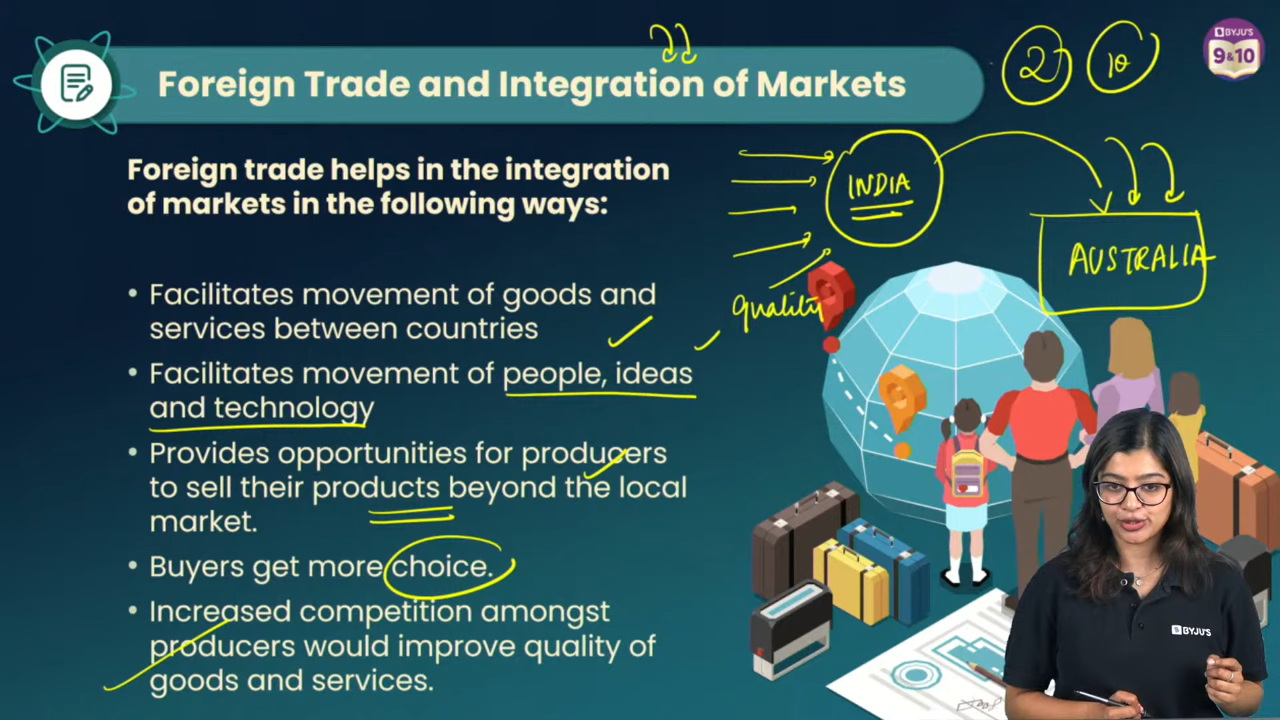 Foreign Trade and Integration of Markets
2
10
BYJU'S
9&10
Foreign trade helps in the integration
of markets in the following ways:
INDIA
AUSTRALIA
quality
• Facilitates movement of goods and
services between countries
• Facilitates movement of people, ideas
and technology
• Provides opportunities for producers
to sell their products beyond the local
market.
• Buyers get more choice.
• Increased competition amongst
producers would improve quality of
goods and services.
BYJU'S